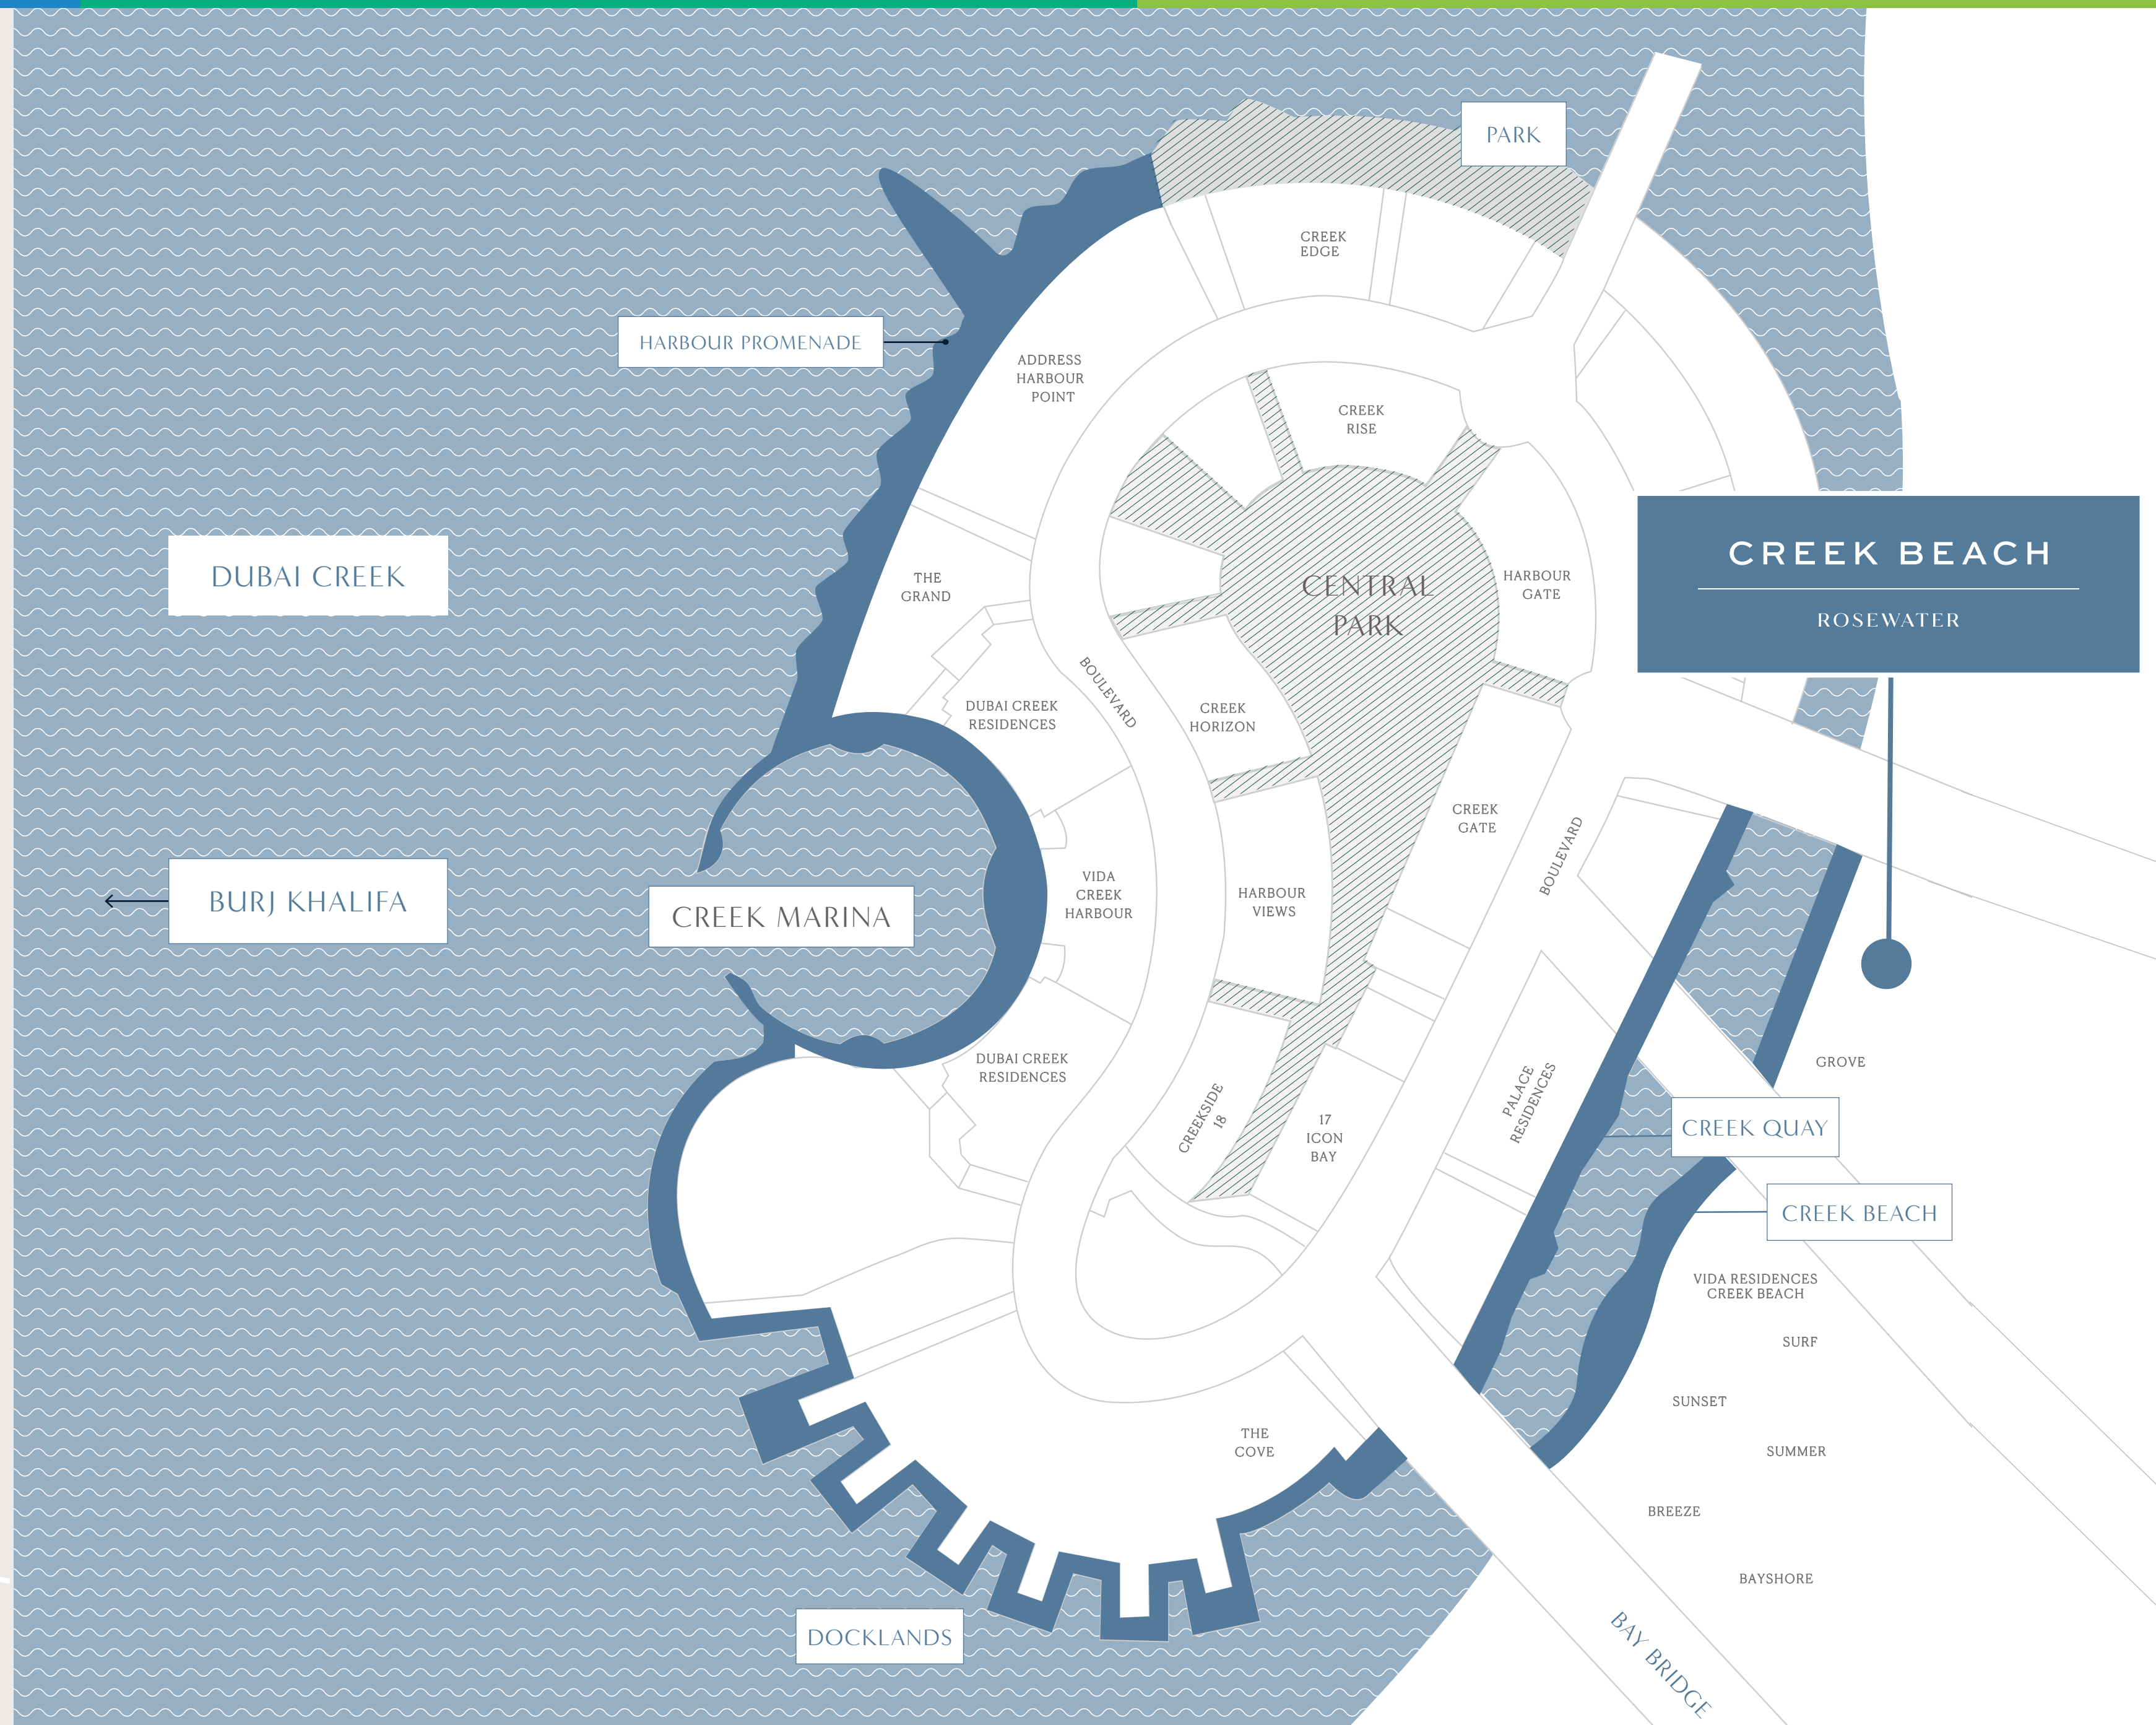 PARK
CREEK
EDGE
HARBOUR PROMENADE
ADDRESS
HARBOUR
POINT
CREEK
RISE
CREEK BEACH
ROSEWATER
DUBAI CREEK
THE
GRAND
CENTRAL
PARK
HARBOUR
GATE
BOULEVARD
DUBAI CREEK
RESIDENCES
CREEK
HORIZON
CREEK
GATE
BOULEVARD
BURJ KHALIFA
CREEK MARINA
VIDA
CREEK
HARBOUR
HARBOUR
VIEWS
DUBAI CREEK
RESIDENCES
CREEKSIDE
18
17
ICON
BAY
PALACE
RESIDENCES
GROVE
CREEK QUAY
CREEK BEACH
VIDA RESIDENCES
CREEK BEACH
SURF
SUNSET
SUMMER
THE
COVE
BREEZE
BAYSHORE
DOCKLANDS
BAY BRIDGE